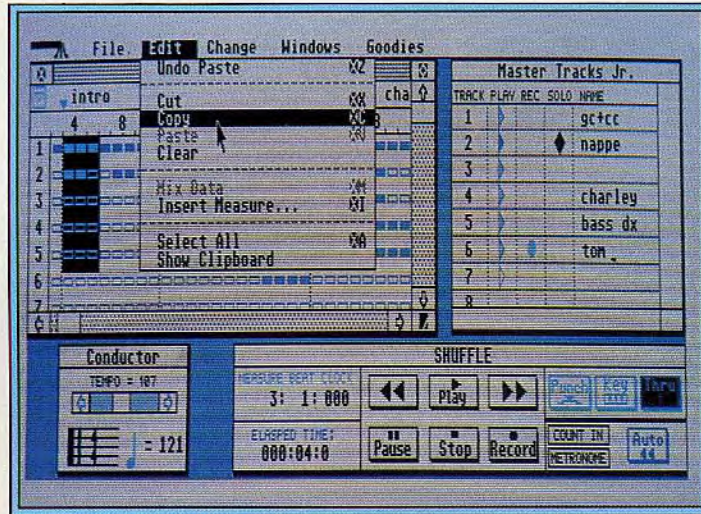 File. Edit Change Windows Goodies
Undo Paste Z
intro
cha
4 8
Cut X
Copy C
Paste V
Clear
Mix Data M
Insert Measure... I
Select All A
Show Clipboard
1
2
3
4
5
6
7
Master Tracks Jr.
TRACK PLAY REC SOLO NAME
1 gc+cc
2 nappe
3
4 charley
5 bass dx
6 tom_
7
8
Conductor
TEMPO = 107
= 121
SHUFFLE
MEASURE BEAT CLOCK
3: 1: 000
Play
Punch Key Thru
ELAPSED TIME:
000:04:0
Pause Stop Record
COUNT IN
METRONOME
Auto